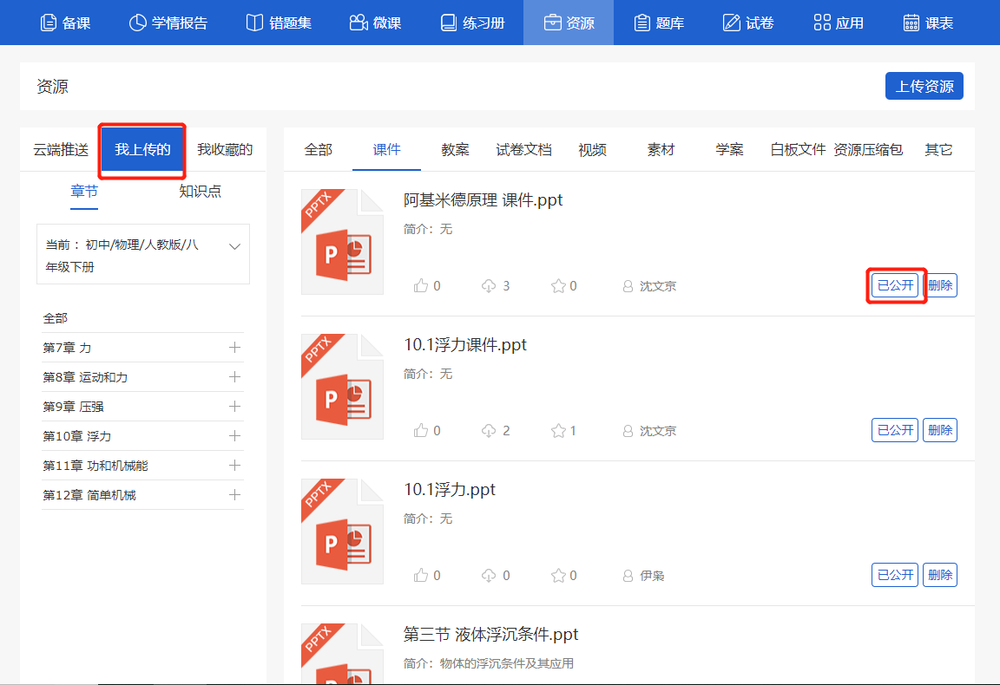 备课 学情报告 错题集 微课 练习册 资源 题库 试卷 应用 课表
资源 上传资源
云端推送 我上传的 我收藏的
章节 知识点
当前： 初中/物理/人教版/八
年级下册
全部
第7章 力
第8章 运动和力
第9章 压强
第10章 浮力
第11章 功和机械能
第12章 简单机械
全部 课件 教案 试卷文档 视频 素材 学案 白板文件 资源压缩包 其它
PPTX
P
阿基米德原理 课件.ppt
简介：无
0 3 0 沈文京 已公开 删除
PPTX
P
10.1浮力课件.ppt
简介：无
0 2 1 沈文京 已公开 删除
PPTX
P
10.1浮力.ppt
简介：无
0 0 0 伊枭 已公开 删除
PPTX
P
第三节 液体浮沉条件.ppt
简介：物体的浮沉条件及其应用